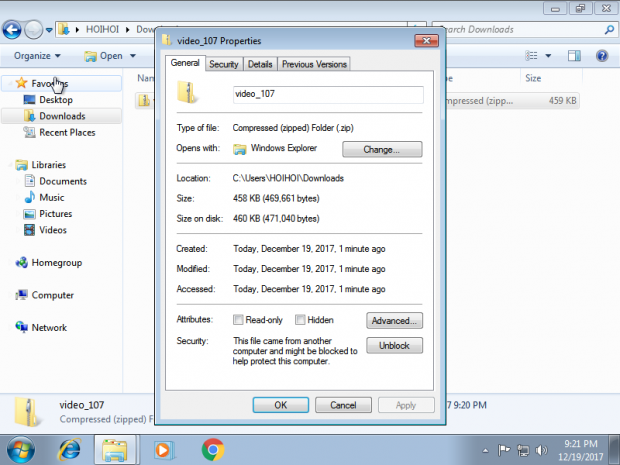 HOIHOI
Downloads
Search Downloads
Organize
Open
Name
Size
Favorites
Desktop
Downloads
Recent Places
Libraries
Documents
Music
Pictures
Videos
Homegroup
Computer
Network
Compressed (zipp...
459 KB
video_107 Properties
General
Security
Details
Previous Versions
video_107
Type of file:
Compressed (zipped) Folder (.zip)
Opens with:
Windows Explorer
Change...
Location:
C:\Users\HOIHOI\Downloads
Size:
458 KB (469,661 bytes)
Size on disk:
460 KB (471,040 bytes)
Created:
Today, December 19, 2017, 1 minute ago
Modified:
Today, December 19, 2017, 1 minute ago
Accessed:
Today, December 19, 2017, 1 minute ago
Attributes:
Read-only
Hidden
Advanced...
Security:
This file came from another
computer and might be blocked to
help protect this computer.
Unblock
OK
Cancel
Apply
video_107
Compressed (zipped) F
7 9:20 PM
9:21 PM
12/19/2017